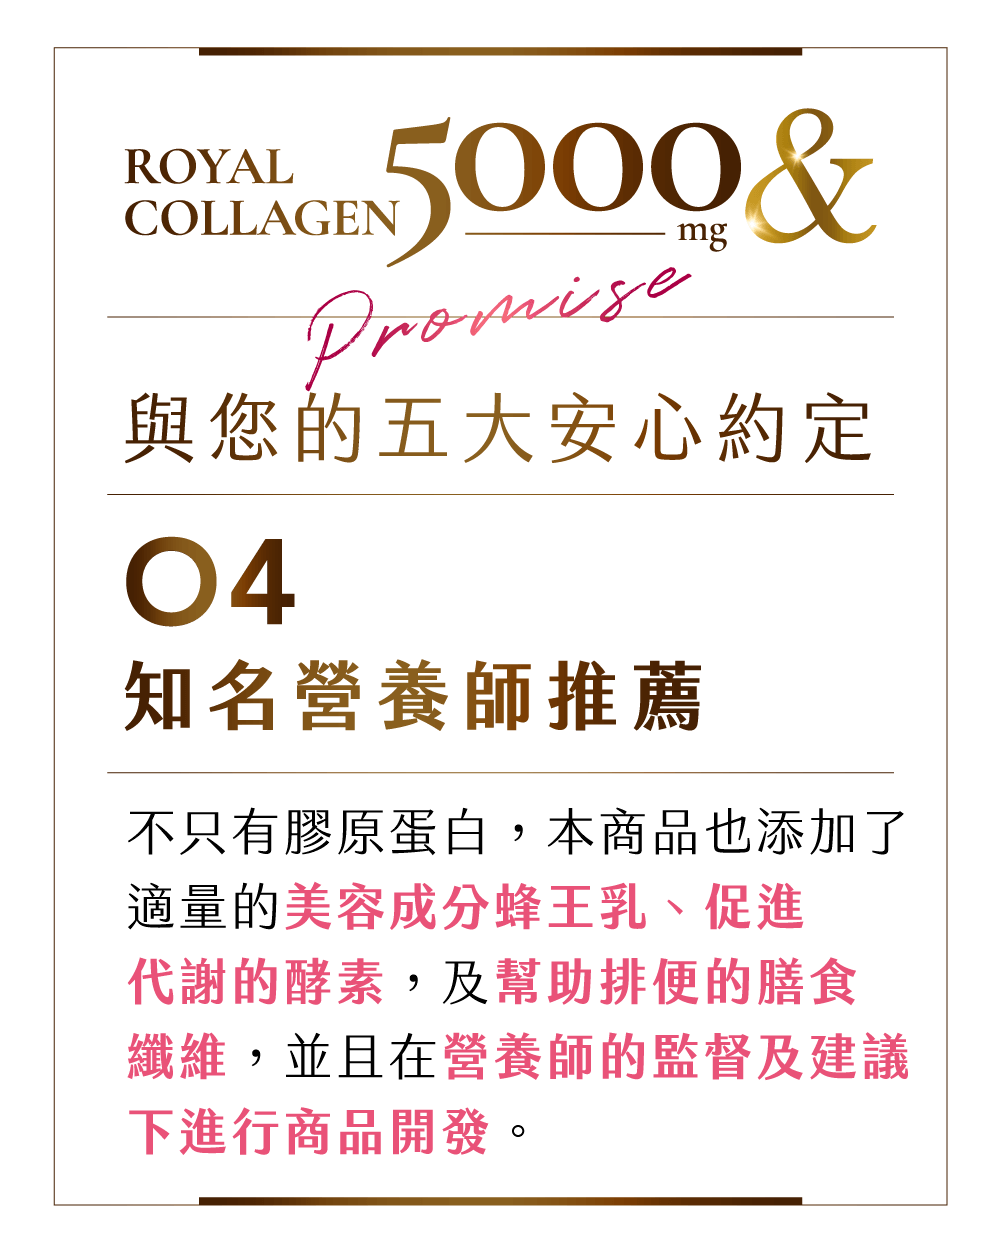 ROYAL
COLLAGEN 5000 mg &
Promise
與您的五大安心約定
04
知名營養師推薦
不只有膠原蛋白，本商品也添加了
適量的美容成分蜂王乳、促進
代謝的酵素，及幫助排便的膳食
纖維，並且在營養師的監督及建議
下進行商品開發。